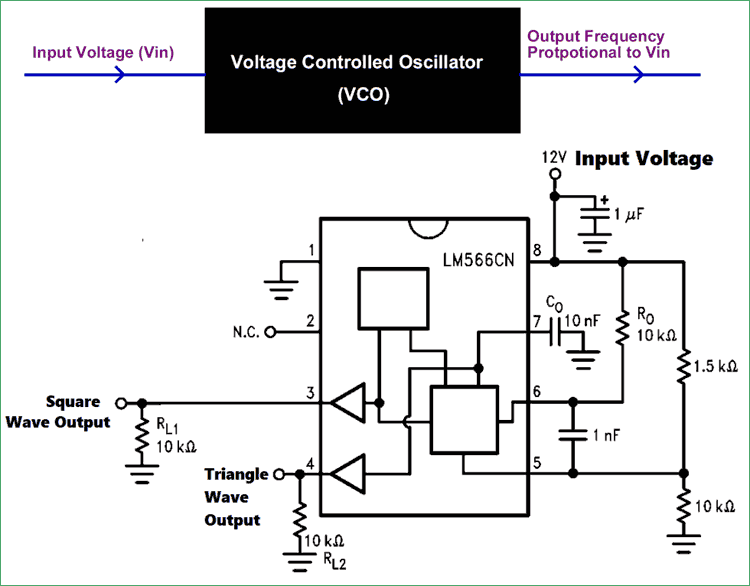 Input Voltage (Vin)
Voltage Controlled Oscillator
(VCO)
Output Frequency
Protpotional to Vin
12V Input Voltage
+
1 µF
1
8
LM566CN
N.C.
2
7
C₀
10 nF
R₀
10 kΩ
1.5 kΩ
Square
Wave Output
3
6
RL1
10 kΩ
1 nF
Triangle
Wave
Output
4
5
10 kΩ
RL2
10 kΩ